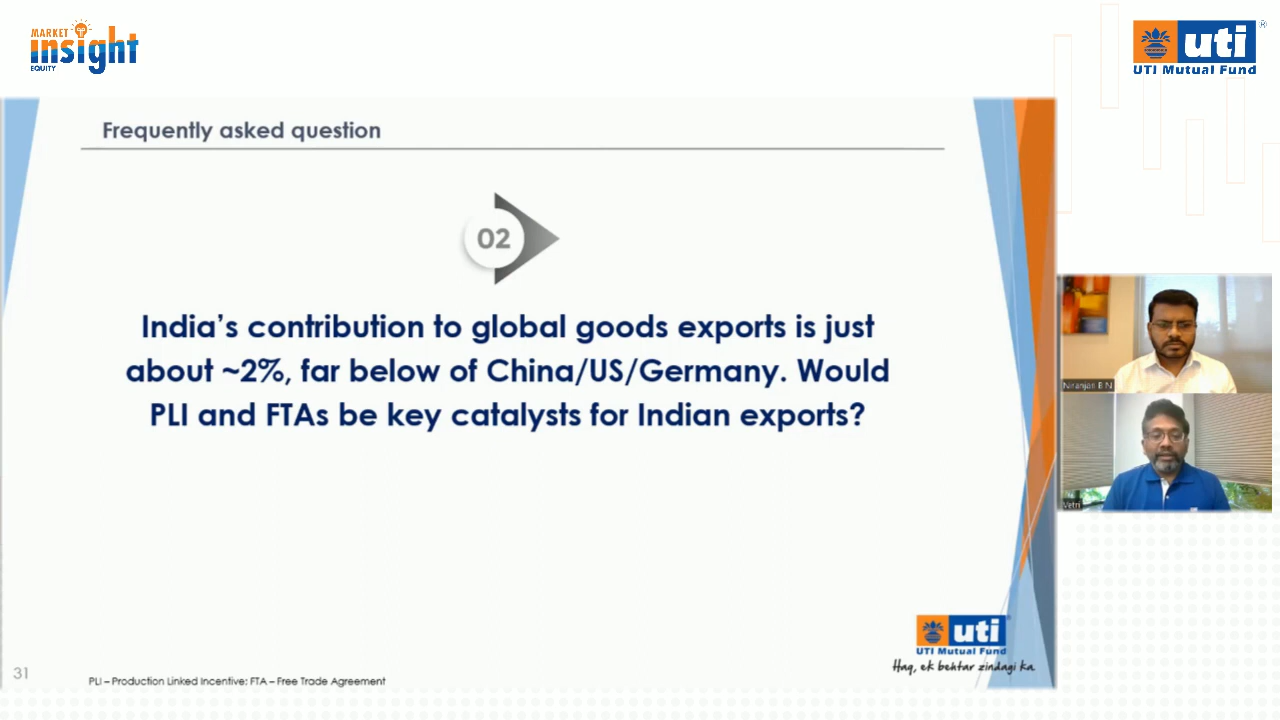 MARKET
insight
EQUITY
uti
®
UTI Mutual Fund
Frequently asked question
02
India's contribution to global goods exports is just
about ~2%, far below of China/US/Germany. Would
PLI and FTAs be key catalysts for Indian exports?
Niranjan B N
Vetri
uti
UTI Mutual Fund
Haq, ek behtar zindagi ka.
31
PLI – Production Linked Incentive; FTA – Free Trade Agreement